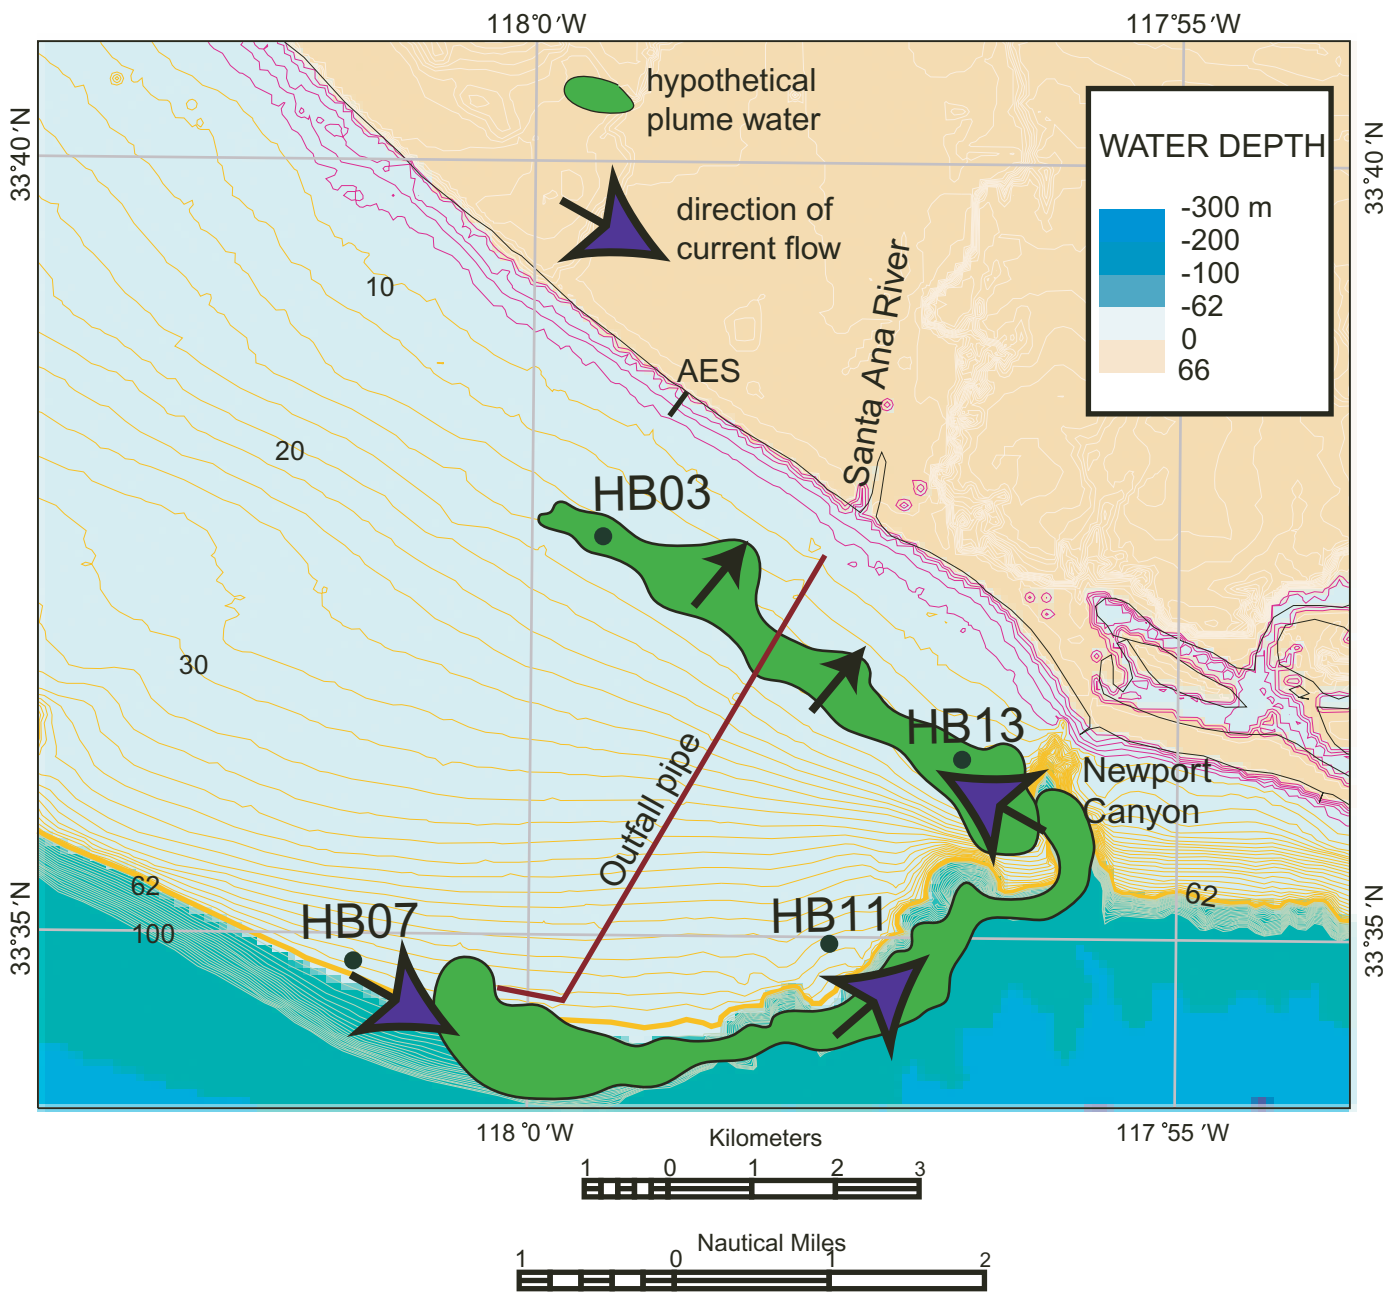 118°0′W
117°55′W
hypothetical
plume water
33°40′N
33°40′N
WATER DEPTH
-300 m
-200
-100
-62
0
66
direction of
current flow
10
Santa Ana River
AES
20
HB03
30
HB13
Newport
Canyon
Outfall pipe
62
62
HB07
HB11
100
33°35′N
33°35′N
118°0′W
117°55′W
Kilometers
1 0 1 2 3
Nautical Miles
1 0 1 2